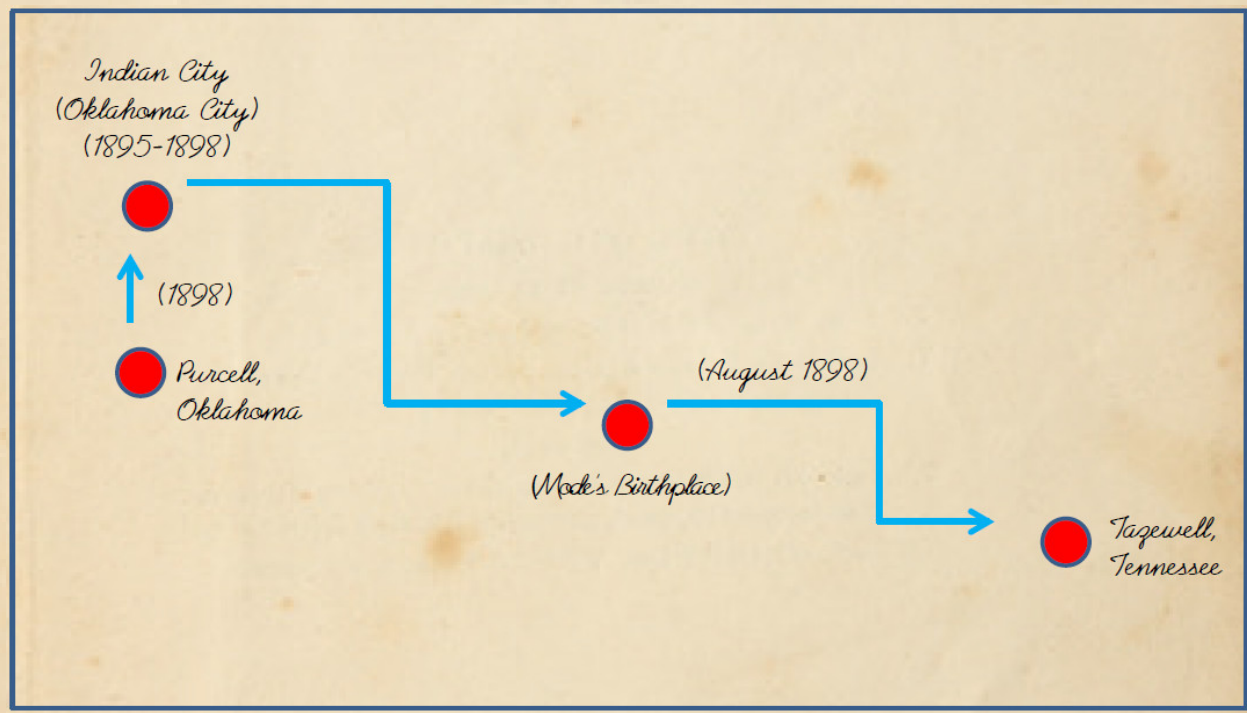 Indian City
(Oklahoma City)
(1895-1898)
(1898)
Purcell,
Oklahoma
(August 1898)
(Mode's Birthplace)
Tazewell,
Tennessee